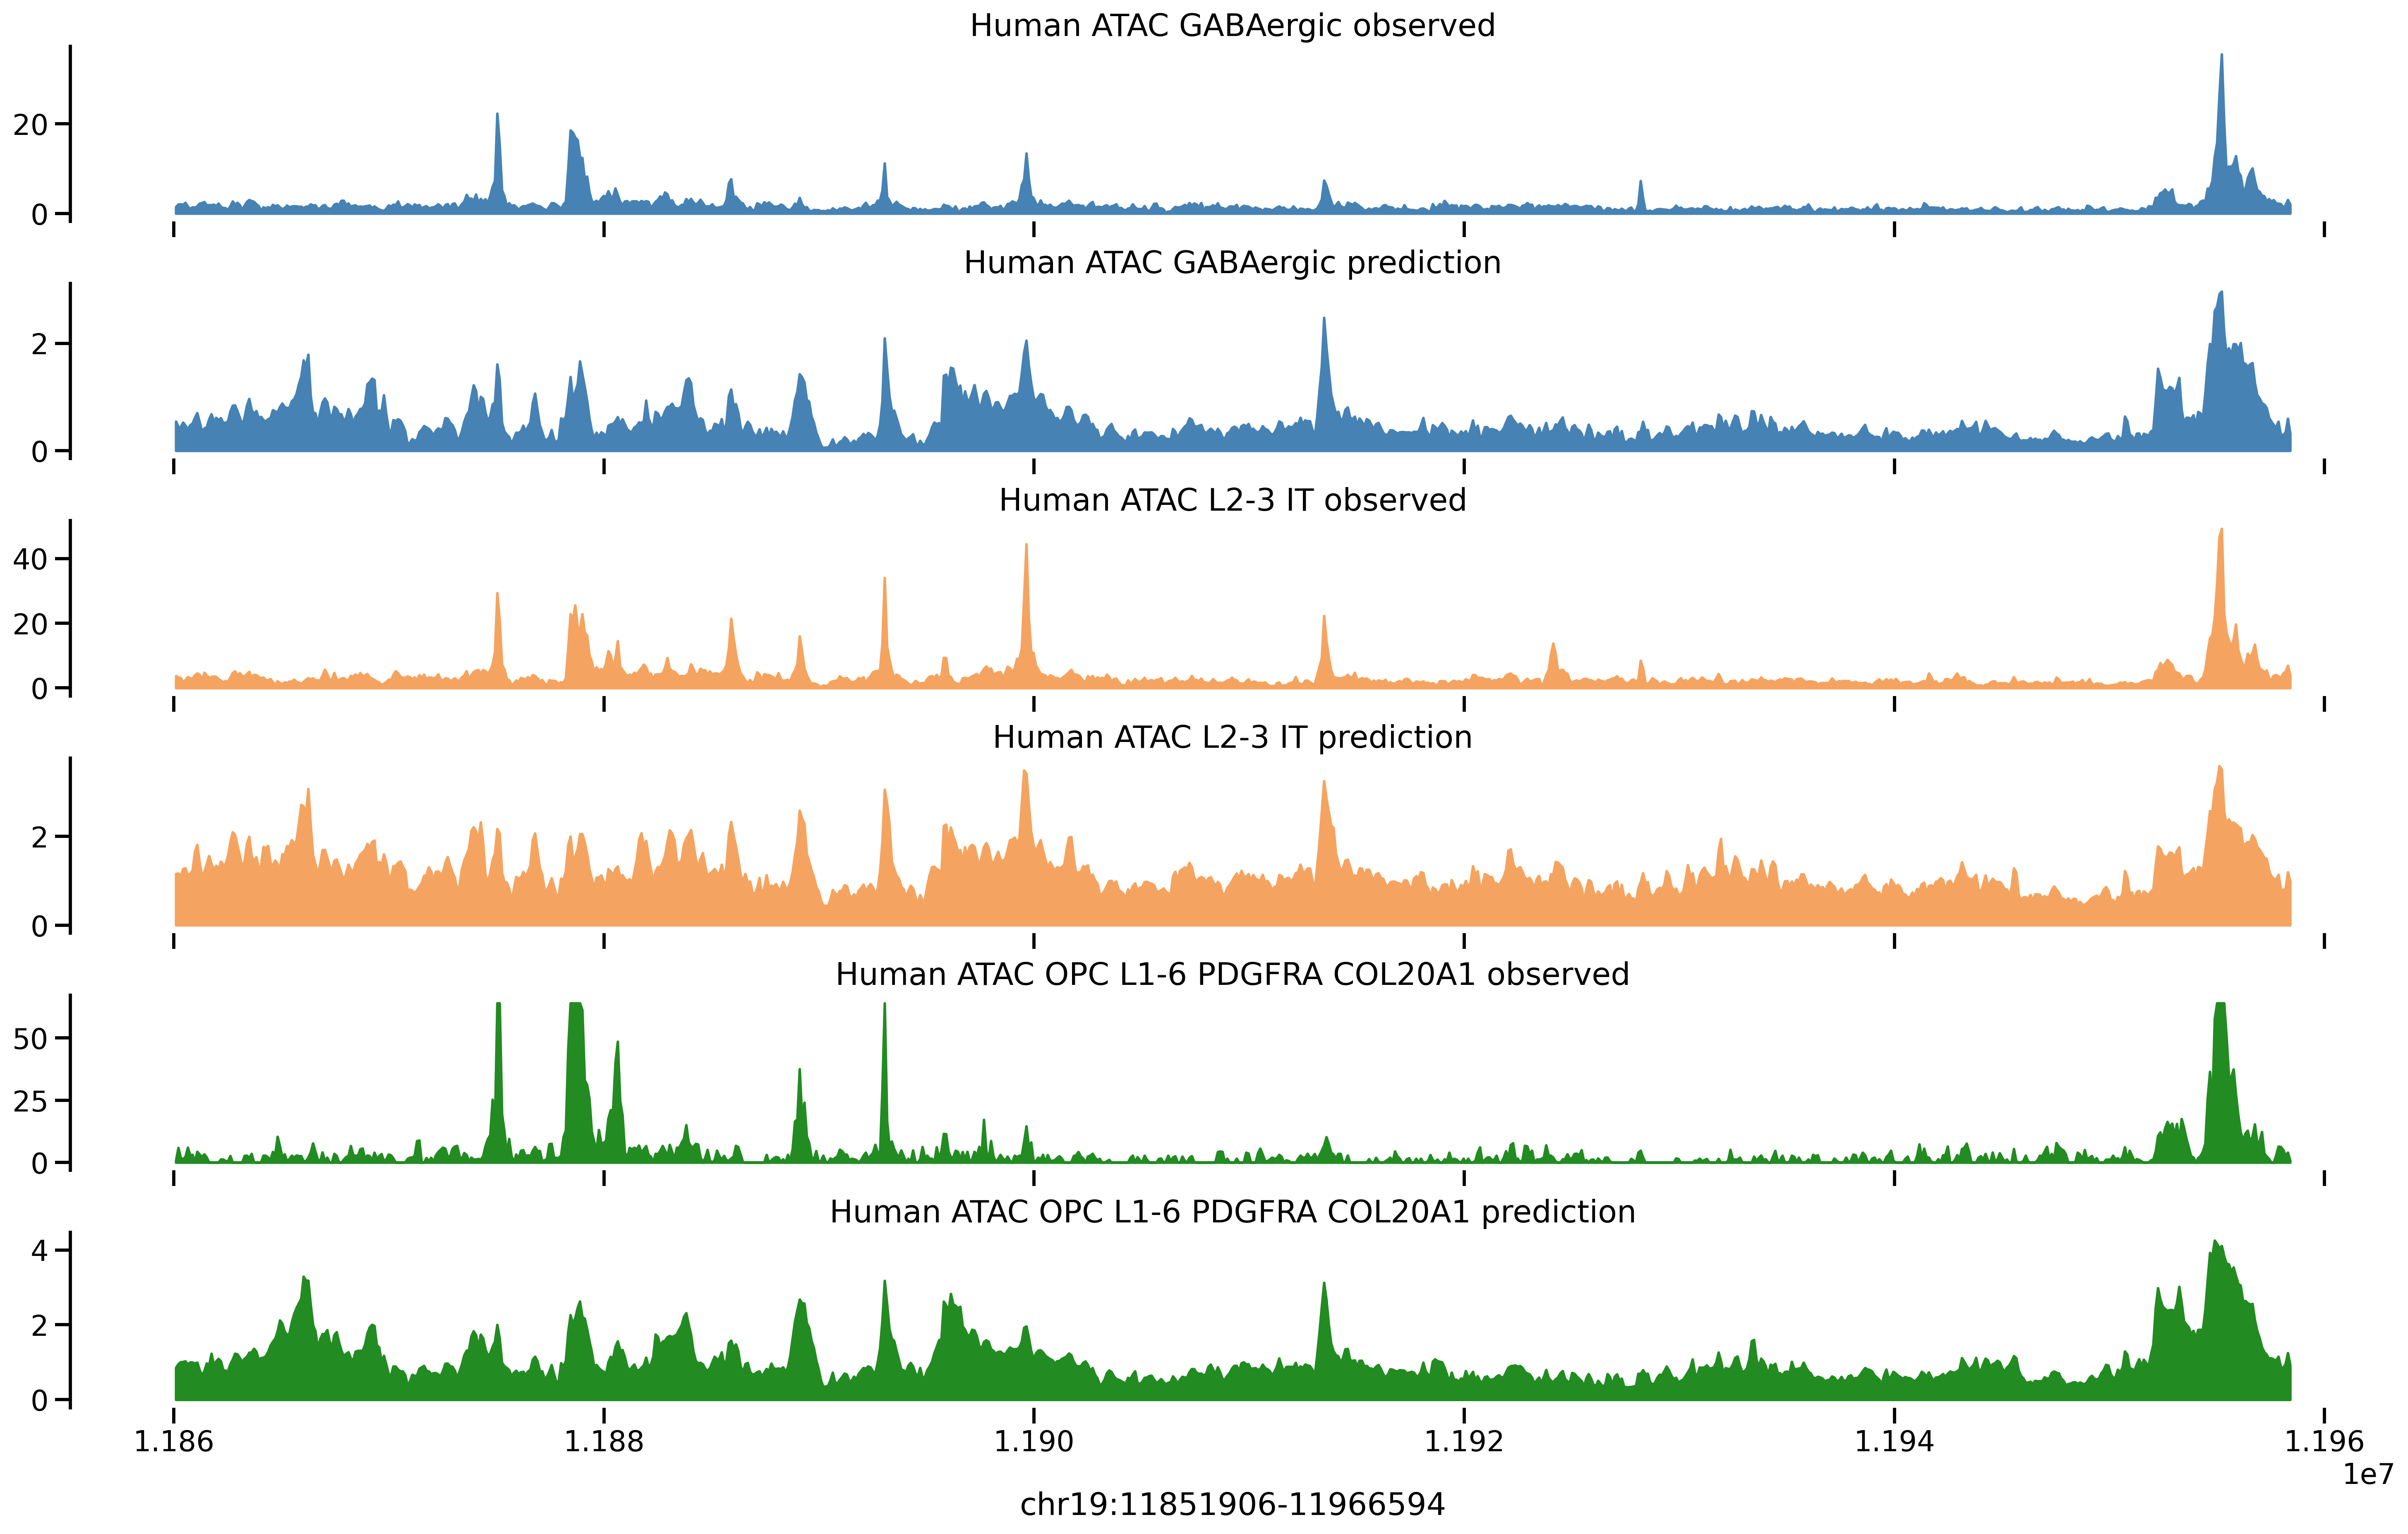 Human ATAC GABAergic observed
20
0
Human ATAC GABAergic prediction
2
0
Human ATAC L2-3 IT observed
40
20
0
Human ATAC L2-3 IT prediction
2
0
Human ATAC OPC L1-6 PDGFRA COL20A1 observed
50
25
0
Human ATAC OPC L1-6 PDGFRA COL20A1 prediction
4
2
0
1.186 1.188 1.190 1.192 1.194 1.196
1e7
chr19:11851906-11966594